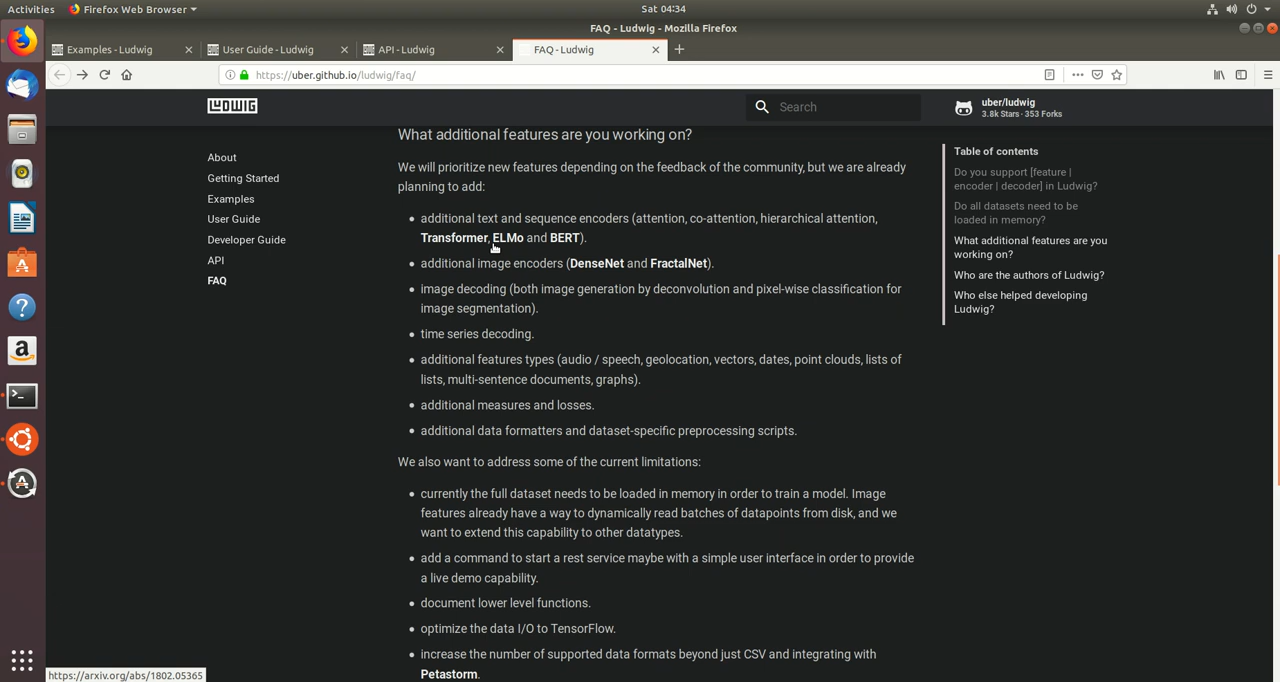 Activities
Firefox Web Browser
Sat 04:34
FAQ - Ludwig - Mozilla Firefox
Examples - Ludwig
User Guide - Ludwig
API - Ludwig
FAQ - Ludwig
https://uber.github.io/ludwig/faq/
LUDWIG
Search
uber/ludwig
3.8k Stars · 353 Forks
About
Getting Started
Examples
User Guide
Developer Guide
API
FAQ
What additional features are you working on?
We will prioritize new features depending on the feedback of the community, but we are already
planning to add:
additional text and sequence encoders (attention, co-attention, hierarchical attention,
Transformer, ELMo and BERT).
additional image encoders (DenseNet and FractalNet).
image decoding (both image generation by deconvolution and pixel-wise classification for
image segmentation).
time series decoding.
additional features types (audio / speech, geolocation, vectors, dates, point clouds, lists of
lists, multi-sentence documents, graphs).
additional measures and losses.
additional data formatters and dataset-specific preprocessing scripts.
We also want to address some of the current limitations:
currently the full dataset needs to be loaded in memory in order to train a model. Image
features already have a way to dynamically read batches of datapoints from disk, and we
want to extend this capability to other datatypes.
add a command to start a rest service maybe with a simple user interface in order to provide
a live demo capability.
document lower level functions.
optimize the data I/O to TensorFlow.
increase the number of supported data formats beyond just CSV and integrating with
Petastorm.
Table of contents
Do you support [feature |
encoder | decoder] in Ludwig?
Do all datasets need to be
loaded in memory?
What additional features are you
working on?
Who are the authors of Ludwig?
Who else helped developing
Ludwig?
https://arxiv.org/abs/1802.05365